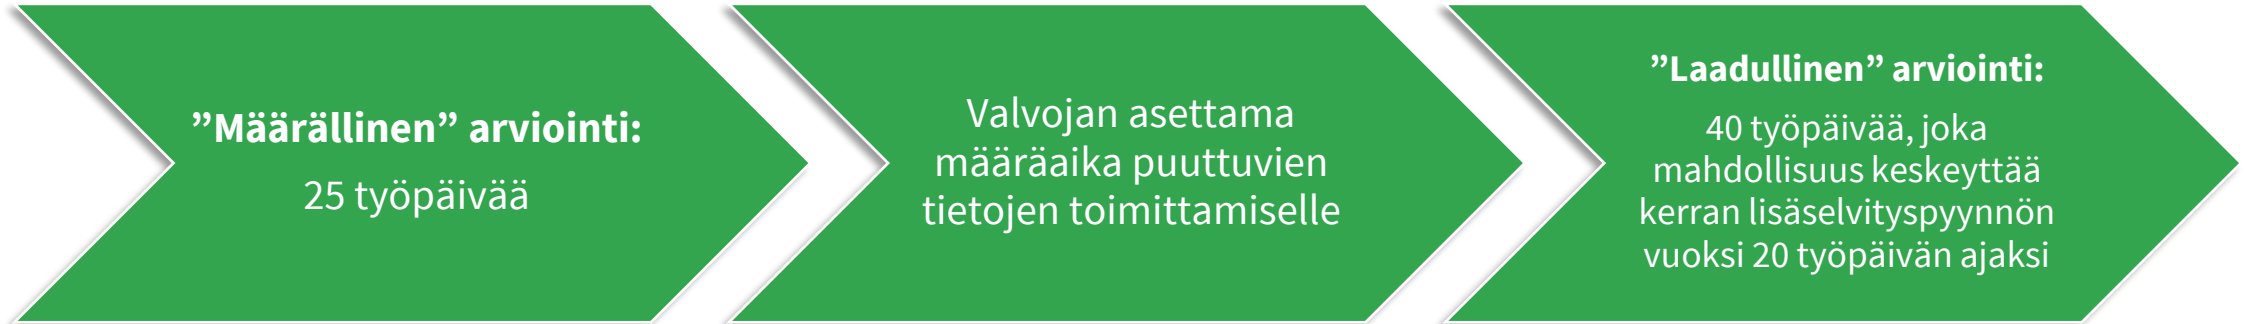 ”Määrällinen” arviointi:
25 työpäivää
Valvojan asettama
määräaika puuttuvien
tietojen toimittamiselle
”Laadullinen” arviointi:
40 työpäivää, joka
mahdollisuus keskeyttää
kerran lisäselvityspyynnön
vuoksi 20 työpäivän ajaksi